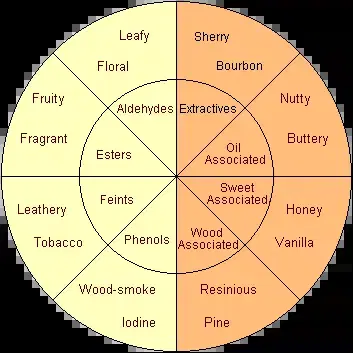 Leafy
Sherry
Floral
Bourbon
Fruity
Nutty
Aldehydes
Extractives
Fragrant
Buttery
Esters
Oil
Associated
Sweet
Associated
Feints
Leathery
Honey
Wood
Associated
Phenols
Tobacco
Vanilla
Wood-smoke
Resinious
Iodine
Pine